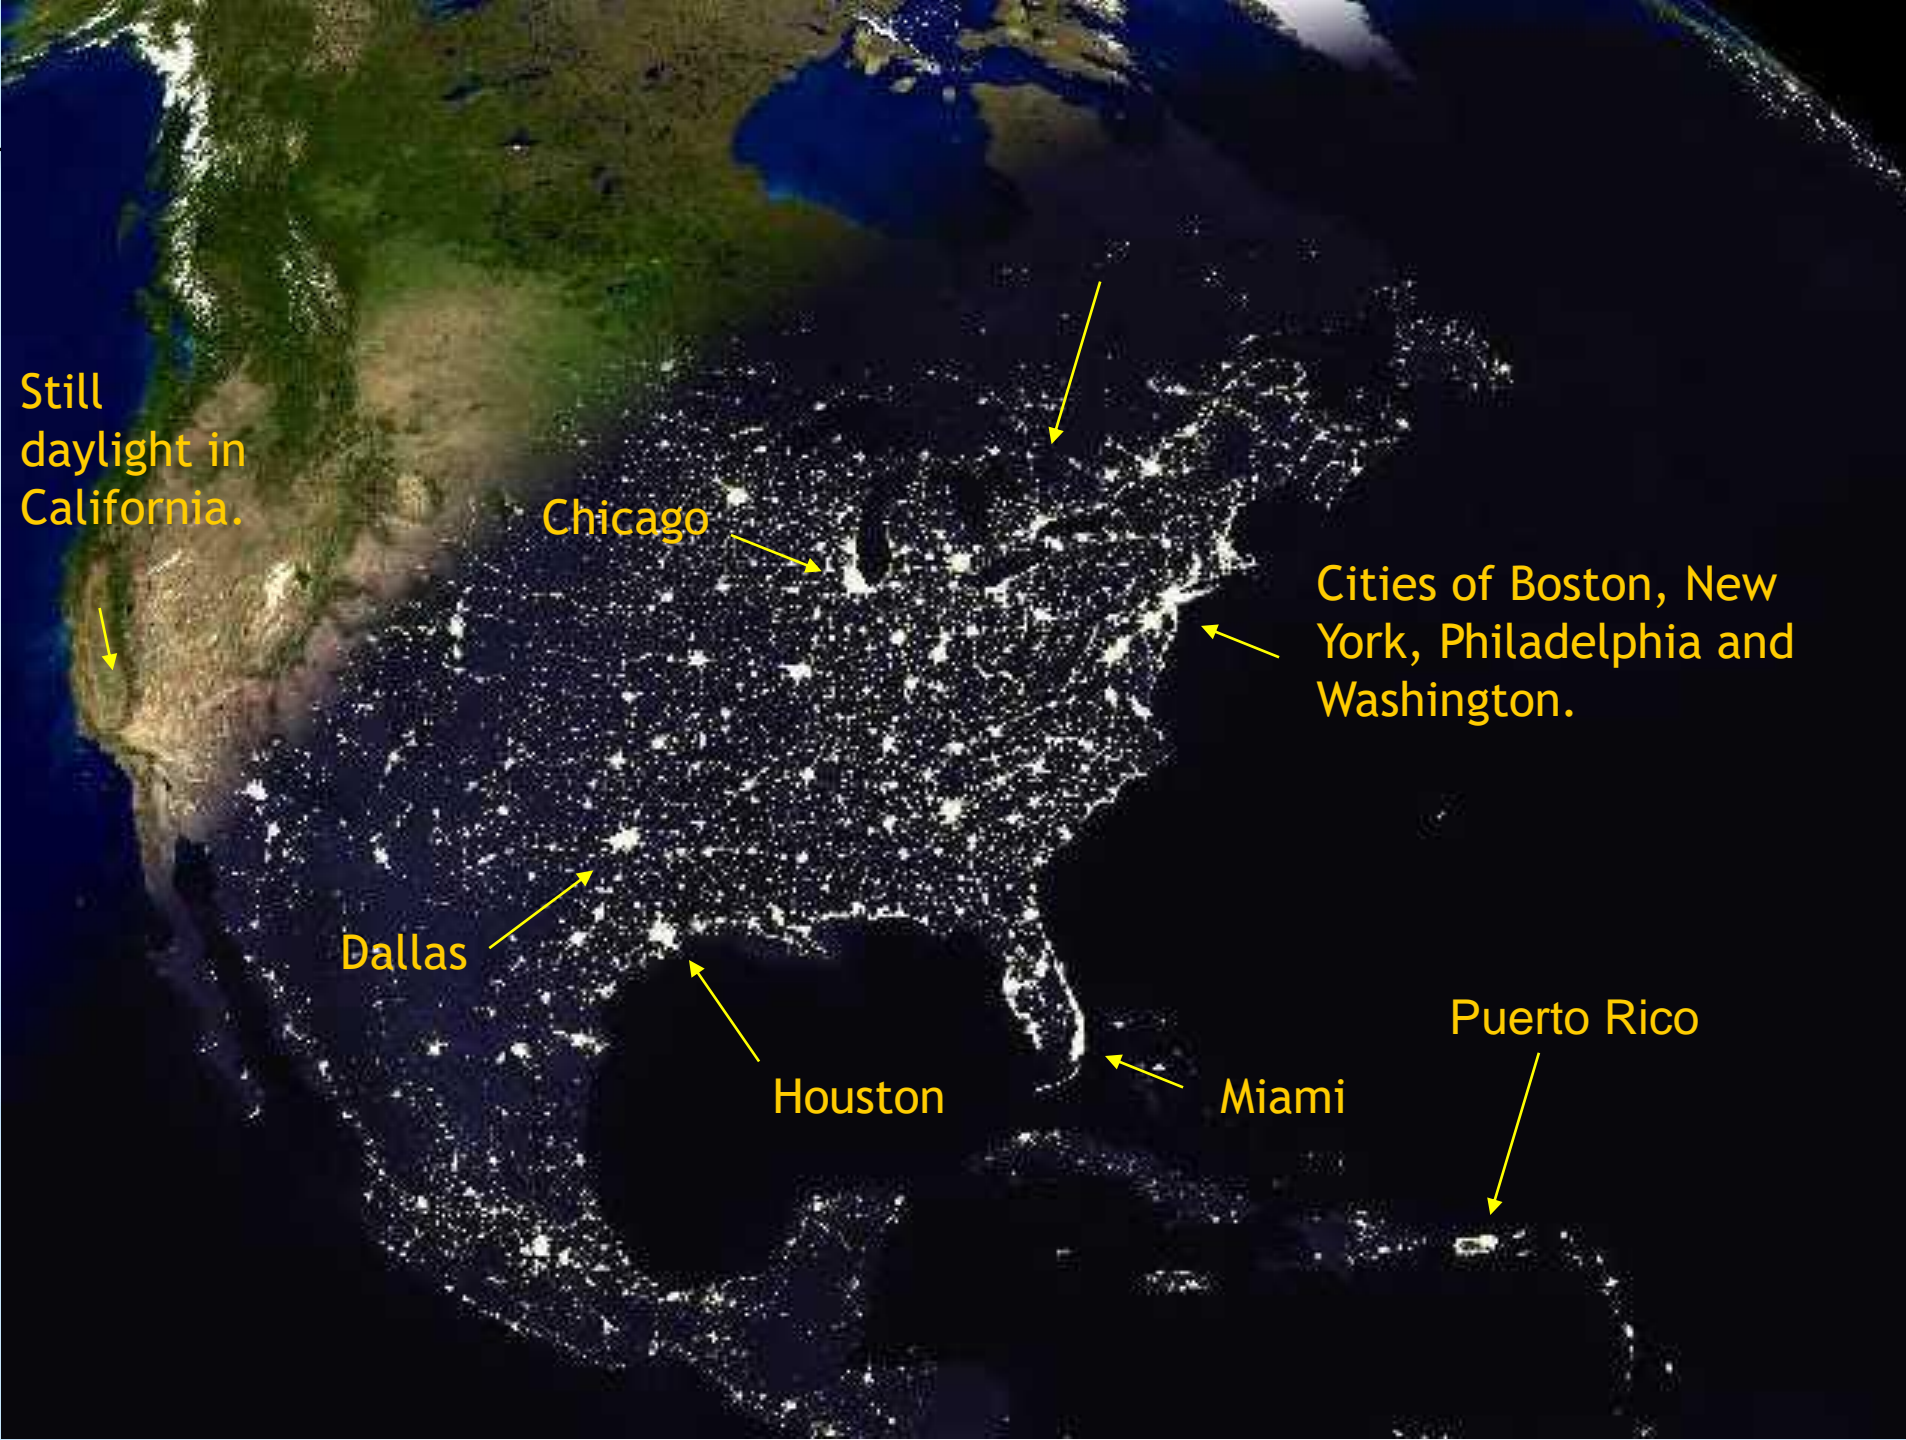 Still
daylight in
California.
Chicago
Cities of Boston, New
York, Philadelphia and
Washington.
Dallas
Puerto Rico
Houston
Miami